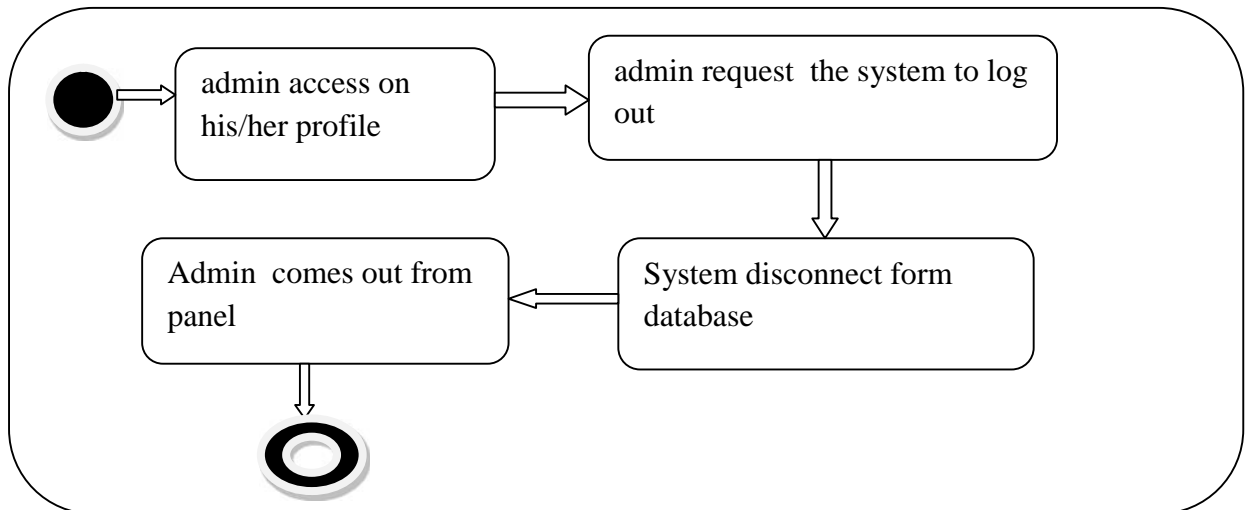 admin access on
his/her profile
admin request  the system to log
out
System disconnect form
database
Admin  comes out from
panel